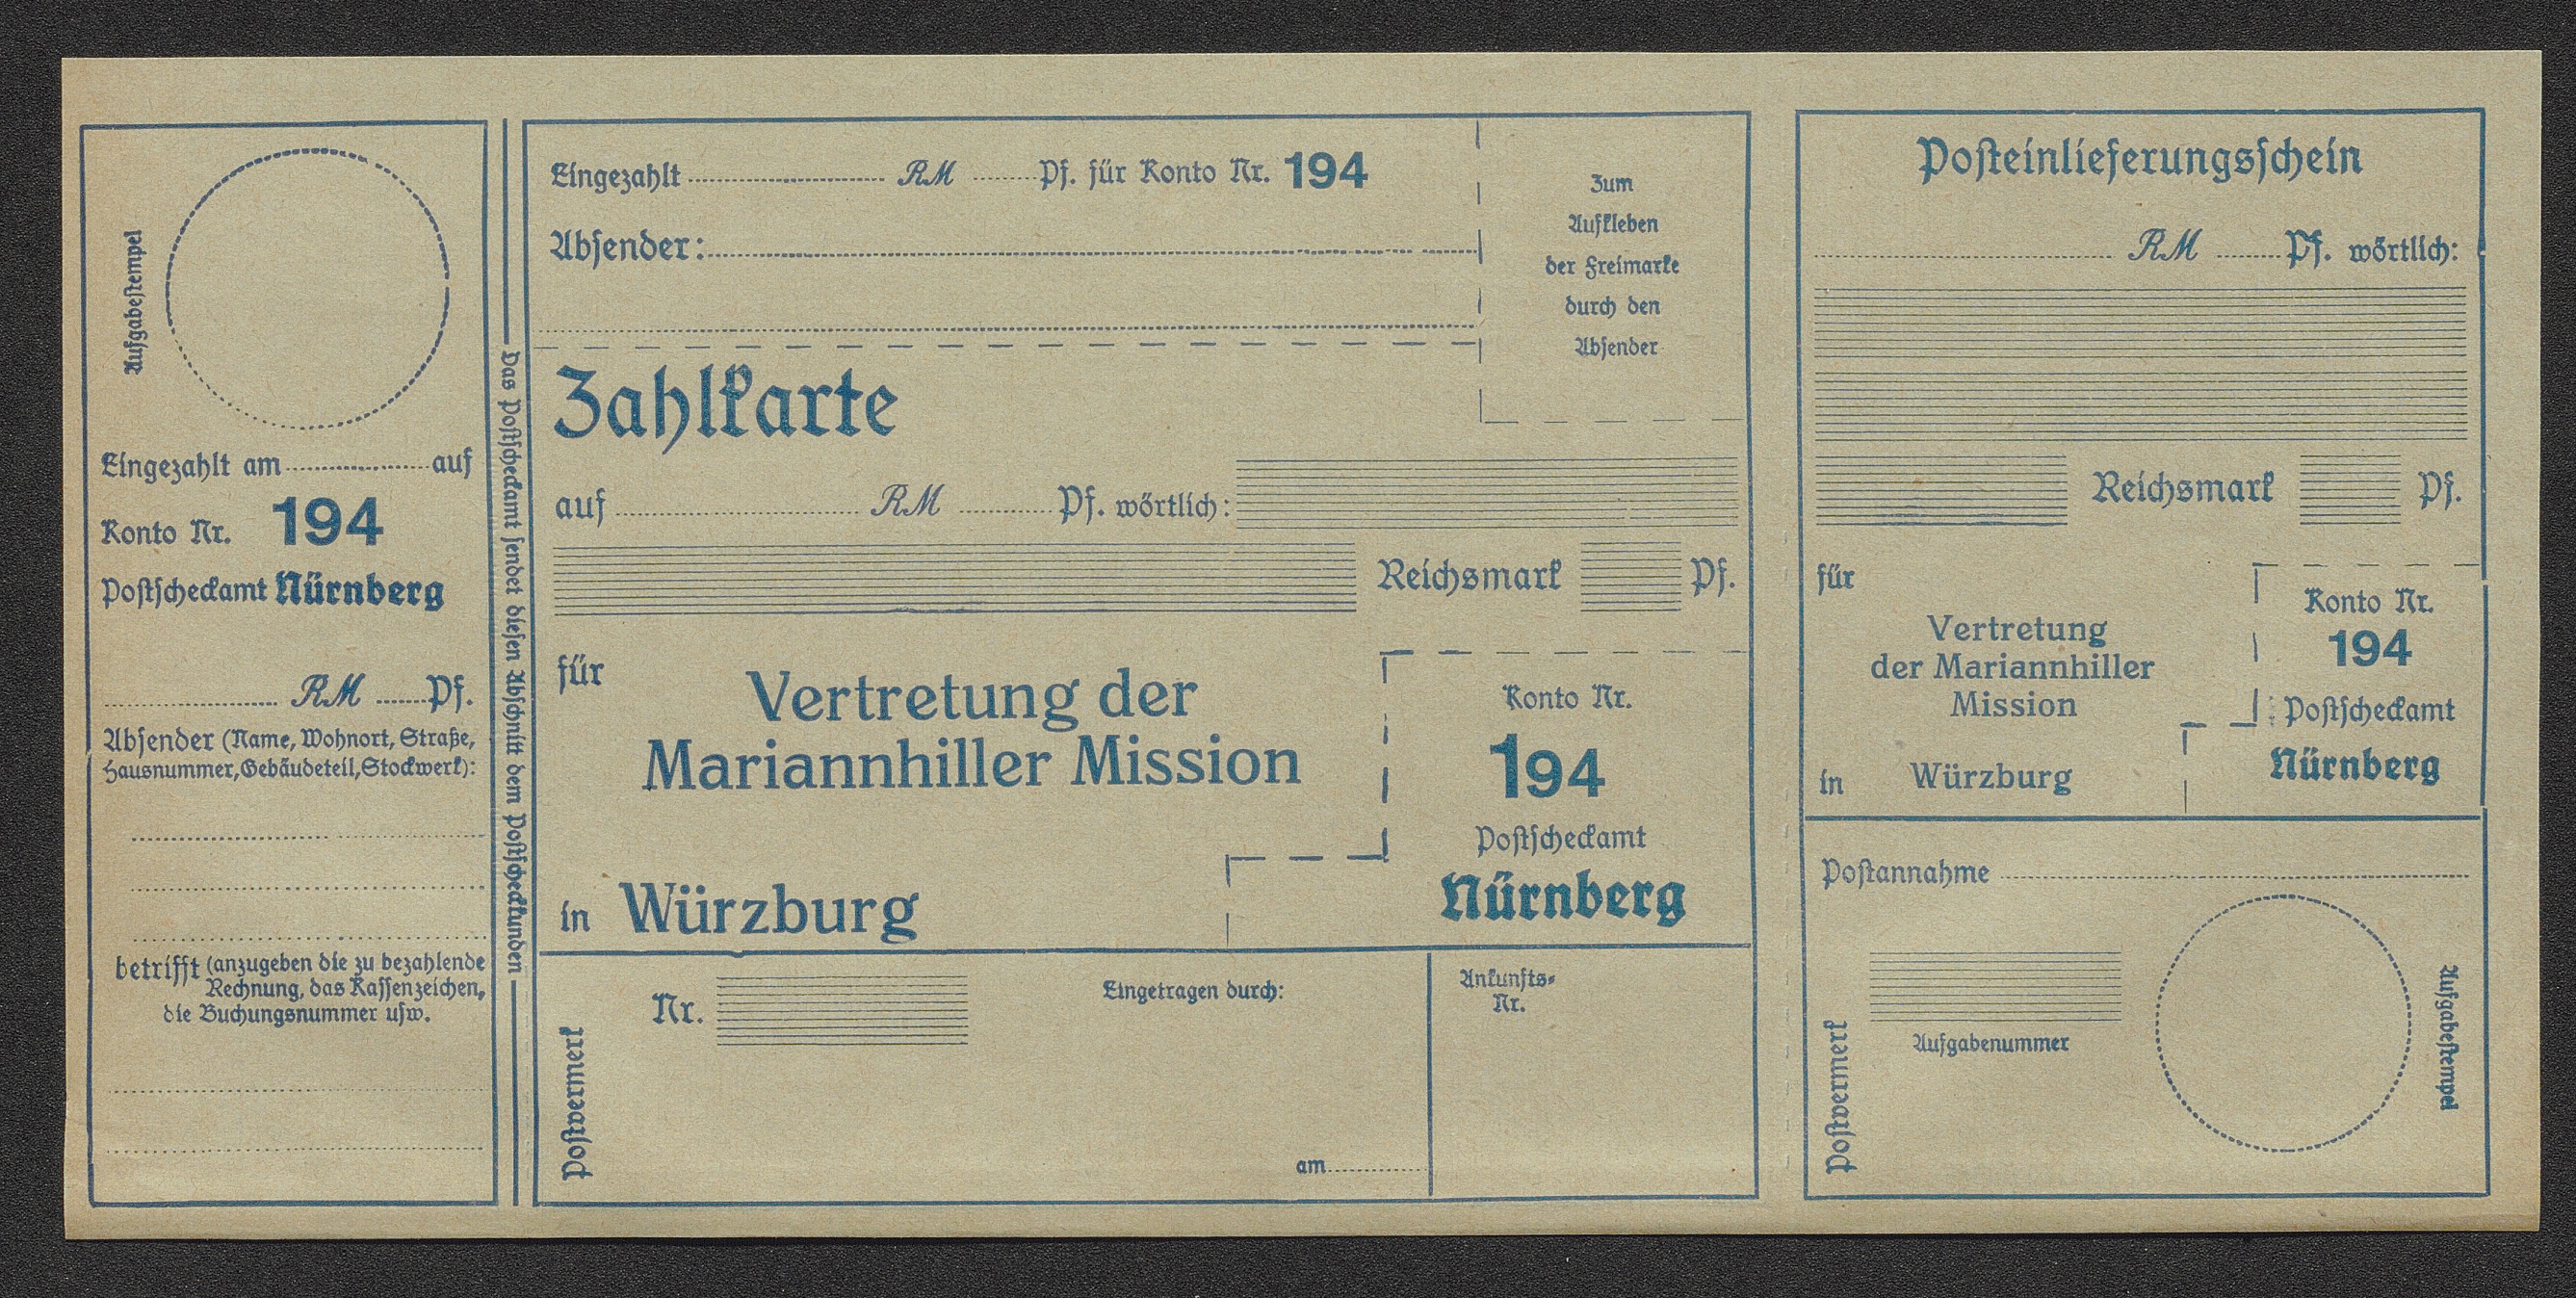 Aufgabestempel
Eingezahlt am ........ auf
Konto Nr. 194
Postscheckamt Nürnberg
........ RM ...... Pf.
Absender (Name, Wohnort, Straße,
Hausnummer, Gebäudeteil, Stockwerk):
betrifft (anzugeben die zu bezahlende
Rechnung, das Kassenzeichen,
die Buchungsnummer usw.
Das Postscheckamt sendet diesen Abschnitt dem Postscheckkunden
Eingezahlt ........ RM ...... Pf. für Konto Nr. 194
Absender: ........
Zum
Aufkleben
der Freimarke
durch den
Absender
Zahlkarte
auf ........ RM ...... Pf. wörtlich:
Reichsmark Pf.
für
Vertretung der
Mariannhiller Mission
in Würzburg
Konto Nr.
194
Postscheckamt
Nürnberg
Postvermerk
Nr.
Eingetragen durch:
am ........
Ankunfts-
Nr.
Posteinlieferungsschein
........ RM ...... Pf. wörtlich:
Reichsmark Pf.
für
Vertretung
der Mariannhiller
Mission
in Würzburg
Konto Nr.
194
Postscheckamt
Nürnberg
Postannahme ........
Postvermerk
Aufgabenummer
Aufgabestempel